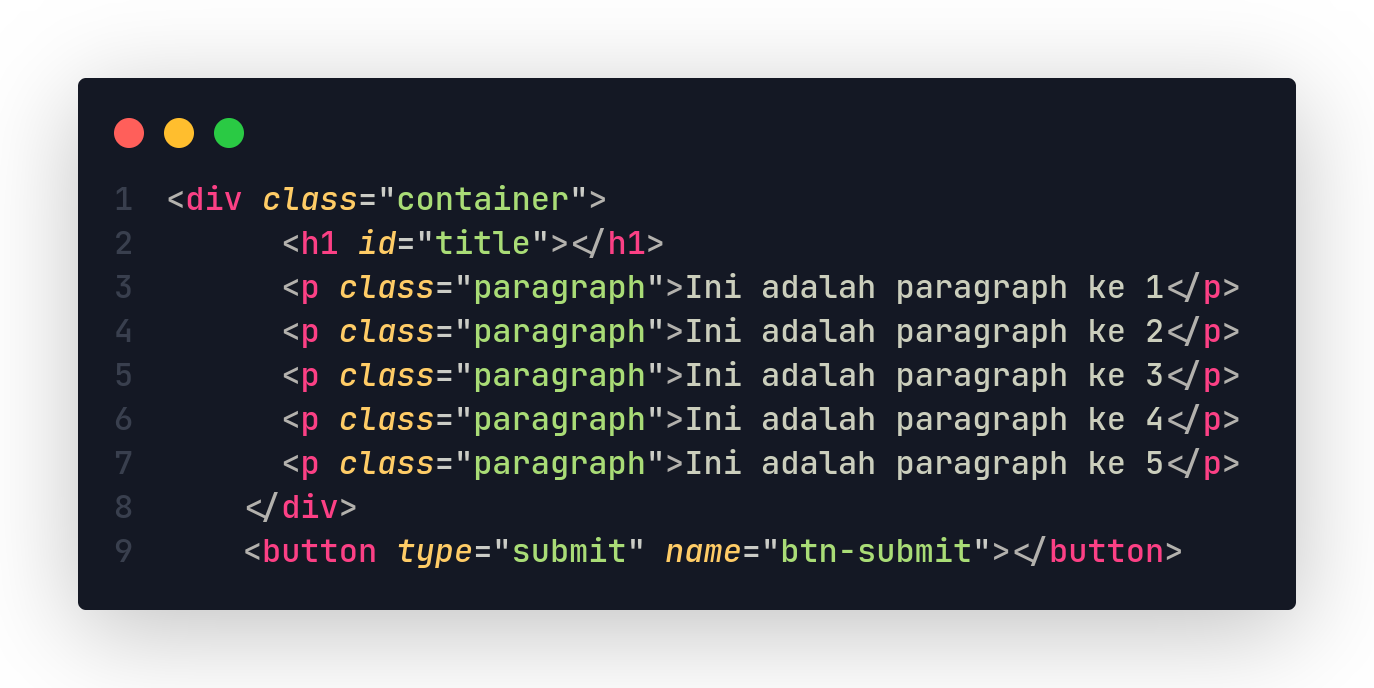 1 <div class="container">
2 <h1 id="title"></h1>
3 <p class="paragraph">Ini adalah paragraph ke 1</p>
4 <p class="paragraph">Ini adalah paragraph ke 2</p>
5 <p class="paragraph">Ini adalah paragraph ke 3</p>
6 <p class="paragraph">Ini adalah paragraph ke 4</p>
7 <p class="paragraph">Ini adalah paragraph ke 5</p>
8 </div>
9 <button type="submit" name="btn-submit"></button>